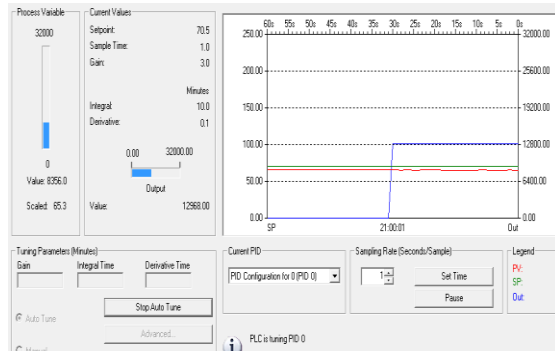 Process Variable
32000
0
Value: 8356.0
Scaled: 65.3
Current Values
Setpoint: 70.5
Sample Time: 1.0
Gain: 3.0
Minutes
Integral: 10.0
Derivative: 0.1
0.00 32000.00
Output
Value: 12968.00
60s 55s 50s 45s 40s 35s 30s 25s 20s 15s 10s 5s 0s
250.00 32000.00
200.00 25600.00
150.00 19200.00
100.00 12800.00
50.00 6400.00
0.00 0.00
SP 21:00:01 Out
Tuning Parameters (Minutes)
Gain Integral Time Derivative Time
Auto Tune
Stop Auto Tune
Advanced...
Manual
Current PID
PID Configuration for 0 (PID 0)
Sampling Rate (Seconds/Sample)
1
Set Time
Pause
Legend
PV:
SP:
Out:
PLC is tuning PID 0